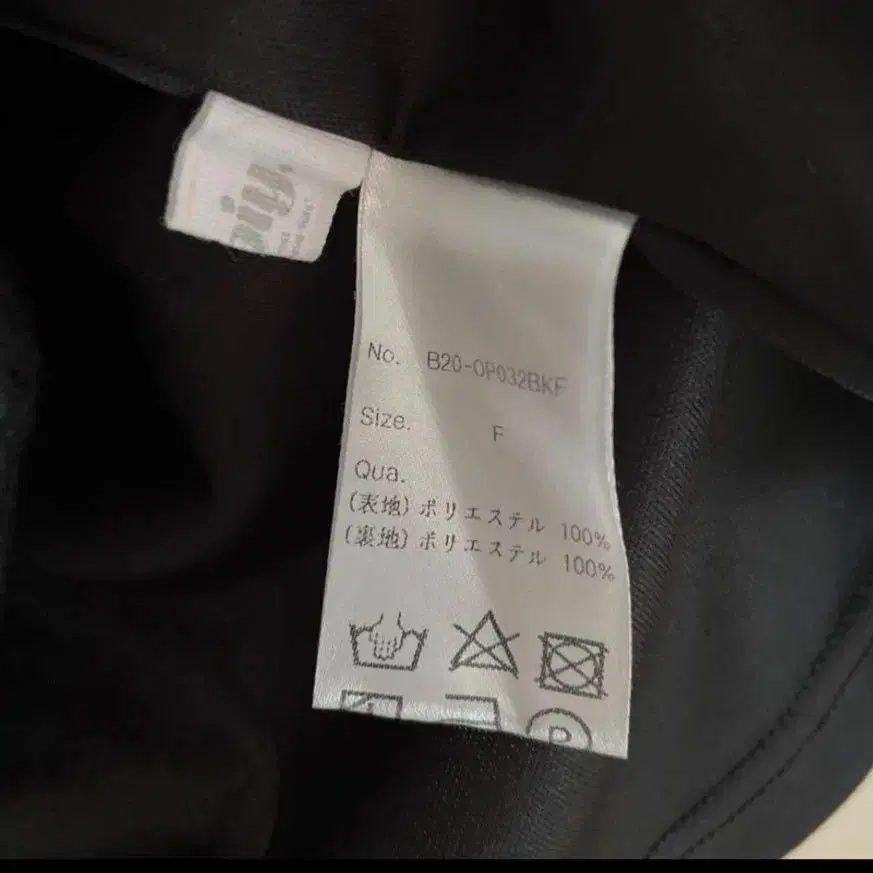 No. B20-OP032BKF
Size. F
Qua.
(表地) ポリエステル 100%
(裏地) ポリエステル 100%
P